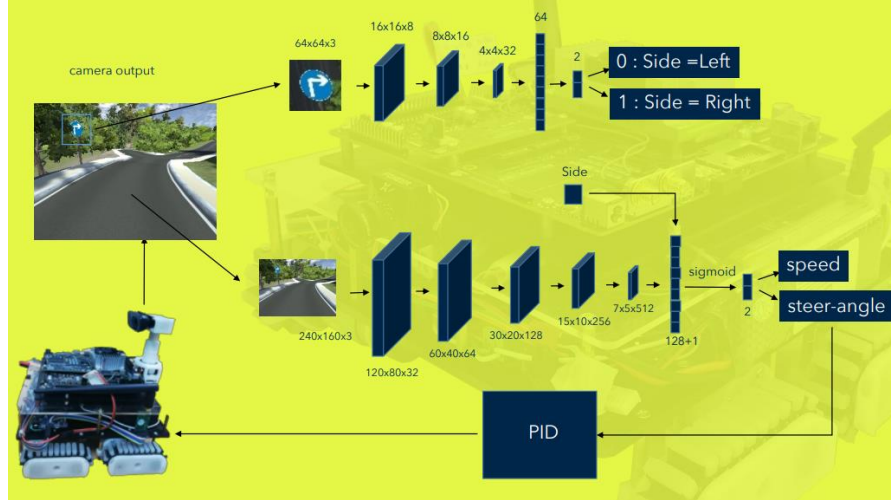 camera output
64x64x3
16x16x8
8x8x16
4x4x32
64
2
0 : Side =Left
1 : Side = Right
Side
240x160x3
120x80x32
60x40x64
30x20x128
15x10x256
7x5x512
128+1
sigmoid
2
speed
steer-angle
PID